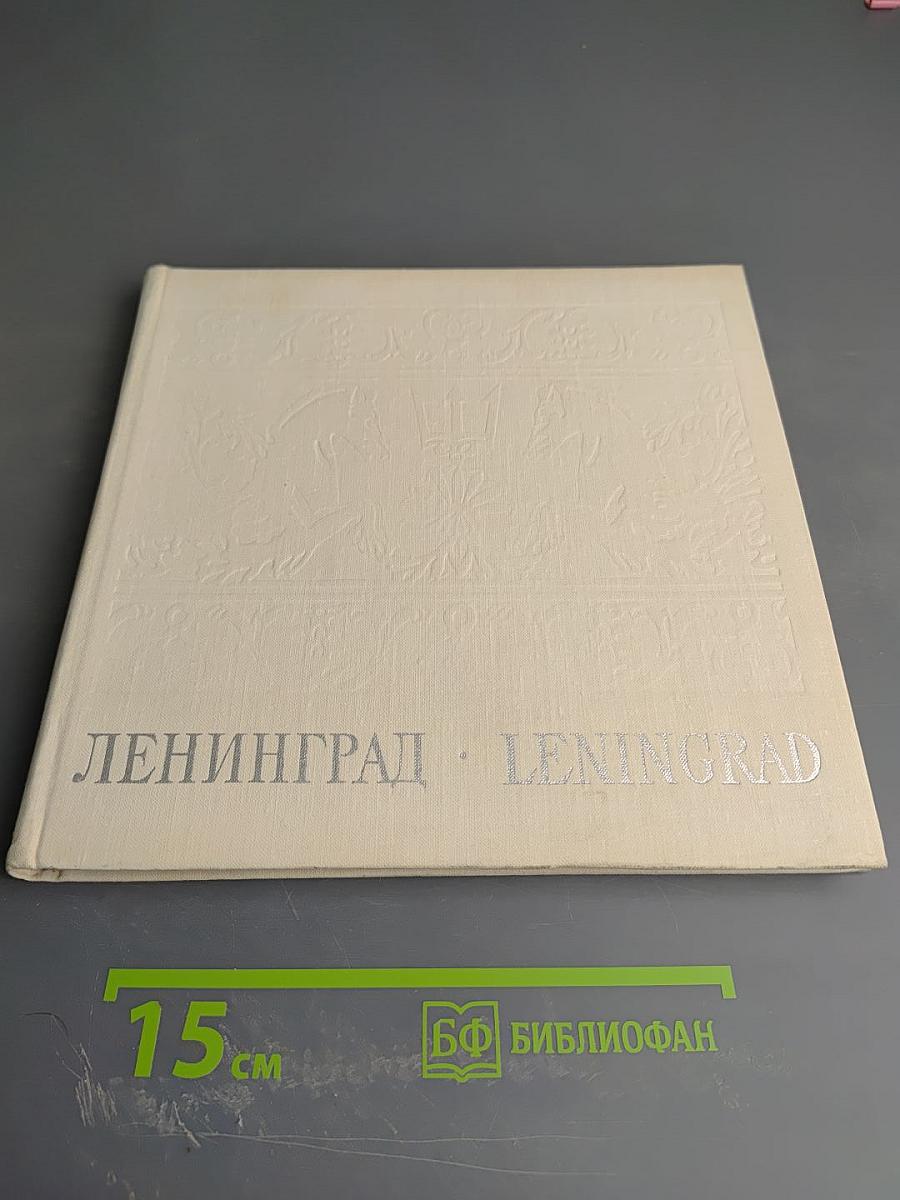 ЛЕНИНГРАД · LENINGRAD
15 см
БФ БИБЛИОФАН